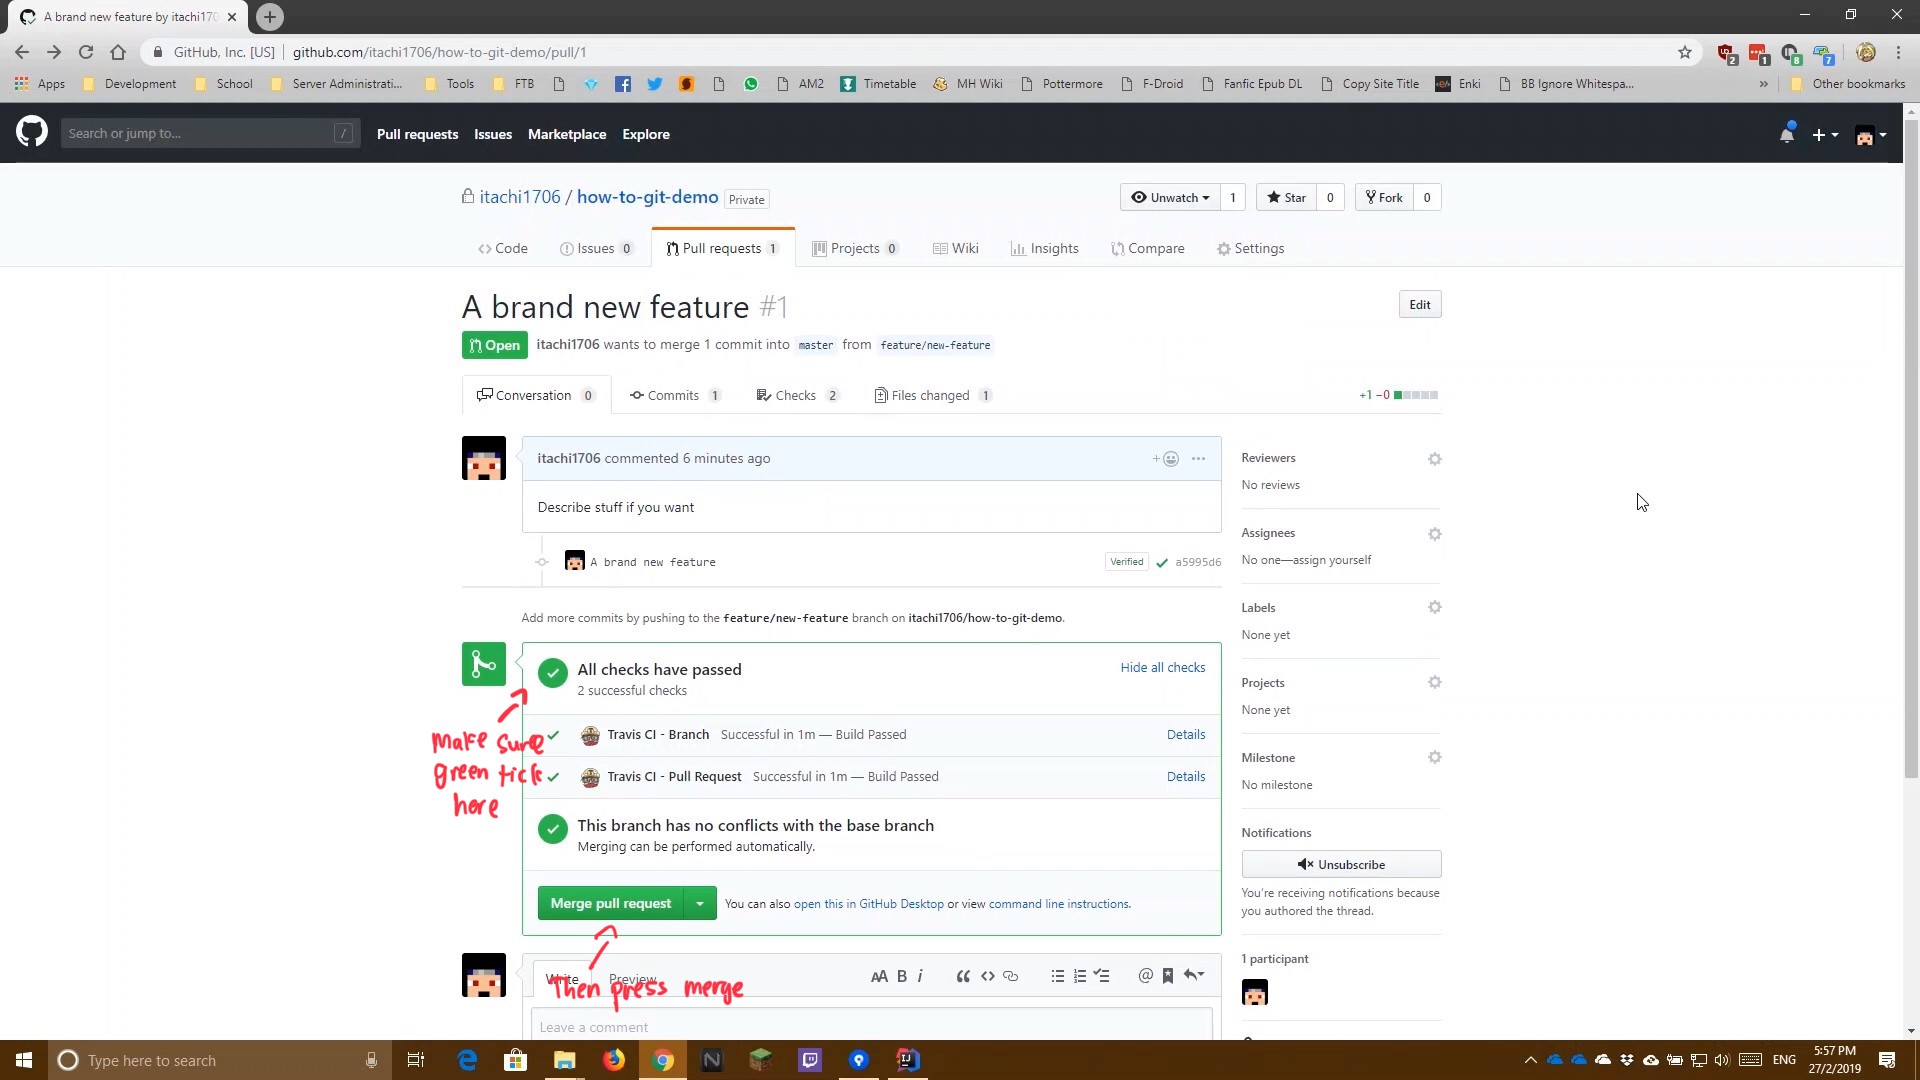 A brand new feature by itachi170
GitHub, Inc. [US] github.com/itachi1706/how-to-git-demo/pull/1
2 1 8 7
Apps Development School Server Administrati... Tools FTB AM2 Timetable MH Wiki Pottermore F-Droid Fanfic Epub DL Copy Site Title Enki BB Ignore Whitespa... » Other bookmarks
Search or jump to... / Pull requests Issues Marketplace Explore
itachi1706 / how-to-git-demo Private Unwatch 1 Star 0 Fork 0
Code Issues 0 Pull requests 1 Projects 0 Wiki Insights Compare Settings
A brand new feature #1 Edit
Open itachi1706 wants to merge 1 commit into master from feature/new-feature
Conversation 0 Commits 1 Checks 2 Files changed 1 +1 −0
itachi1706 commented 6 minutes ago
Describe stuff if you want
A brand new feature Verified a5995d6
Add more commits by pushing to the feature/new-feature branch on itachi1706/how-to-git-demo.
All checks have passed Hide all checks
2 successful checks
Travis CI - Branch Successful in 1m — Build Passed Details
Travis CI - Pull Request Successful in 1m — Build Passed Details
make sure
green tick
here
This branch has no conflicts with the base branch
Merging can be performed automatically.
Merge pull request You can also open this in GitHub Desktop or view command line instructions.
Write Preview AA B i
Then press merge
Leave a comment
Reviewers
No reviews
Assignees
No one—assign yourself
Labels
None yet
Projects
None yet
Milestone
No milestone
Notifications
Unsubscribe
You're receiving notifications because
you authored the thread.
1 participant
Type here to search
ENG
5:57 PM
27/2/2019